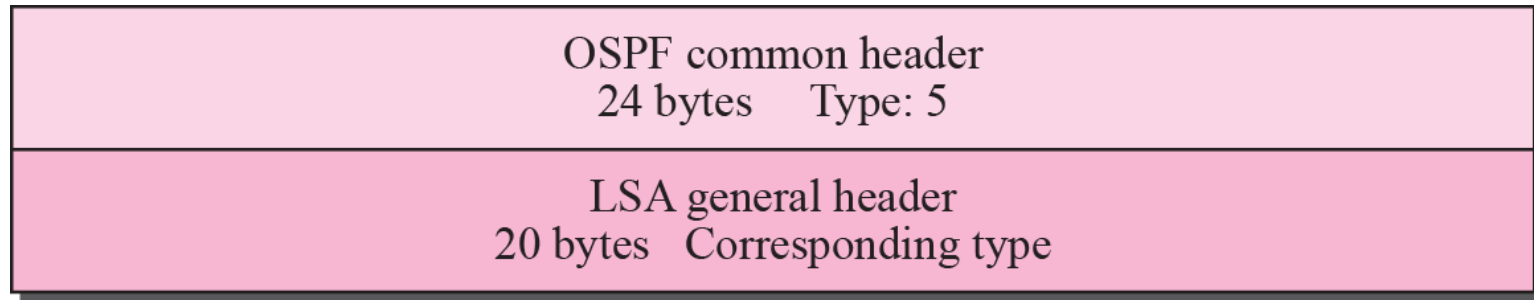 OSPF common header
24 bytes Type: 5
LSA general header
20 bytes Corresponding type